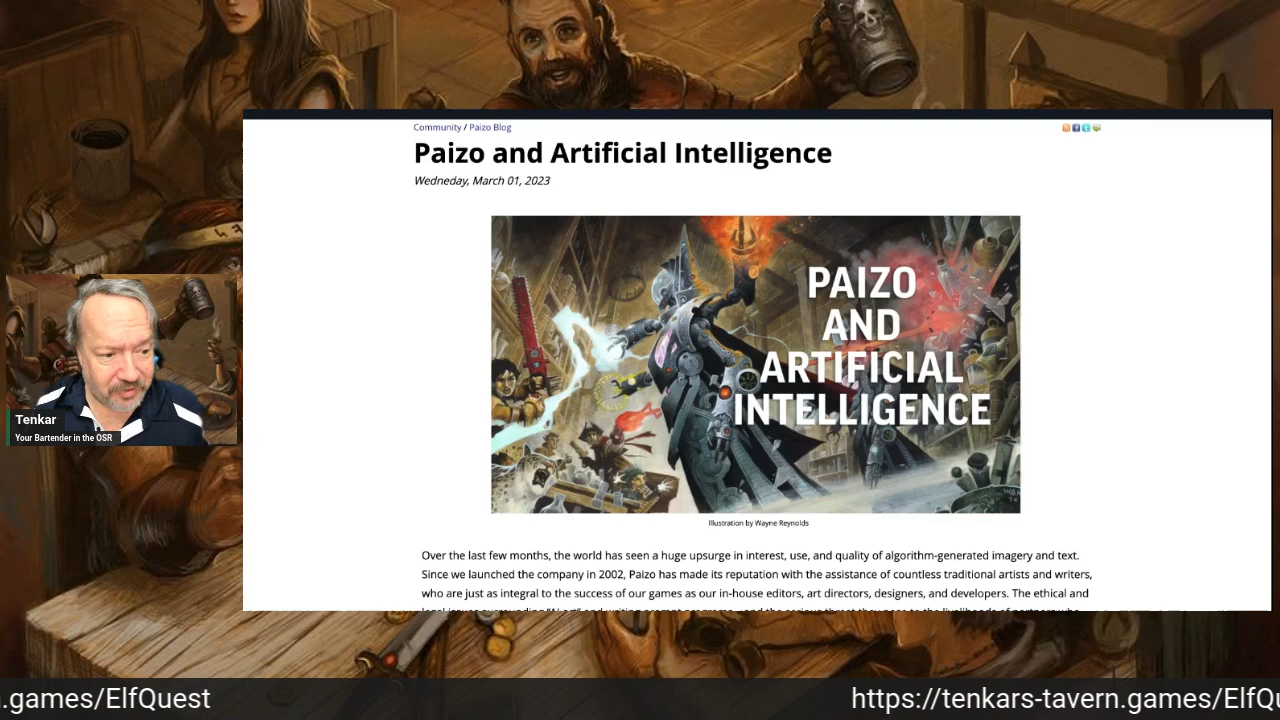 Community / Paizo Blog
Paizo and Artificial Intelligence
Wedneday, March 01, 2023
PAIZO
AND
ARTIFICIAL
INTELLIGENCE
Illustration by Wayne Reynolds
Over the last few months, the world has seen a huge upsurge in interest, use, and quality of algorithm-generated imagery and text.
Since we launched the company in 2002, Paizo has made its reputation with the assistance of countless traditional artists and writers,
who are just as integral to the success of our games as our in-house editors, art directors, designers, and developers. The ethical and
Tenkar
Your Bartender in the OSR
n.games/ElfQuest
https://tenkars-tavern.games/ElfQu